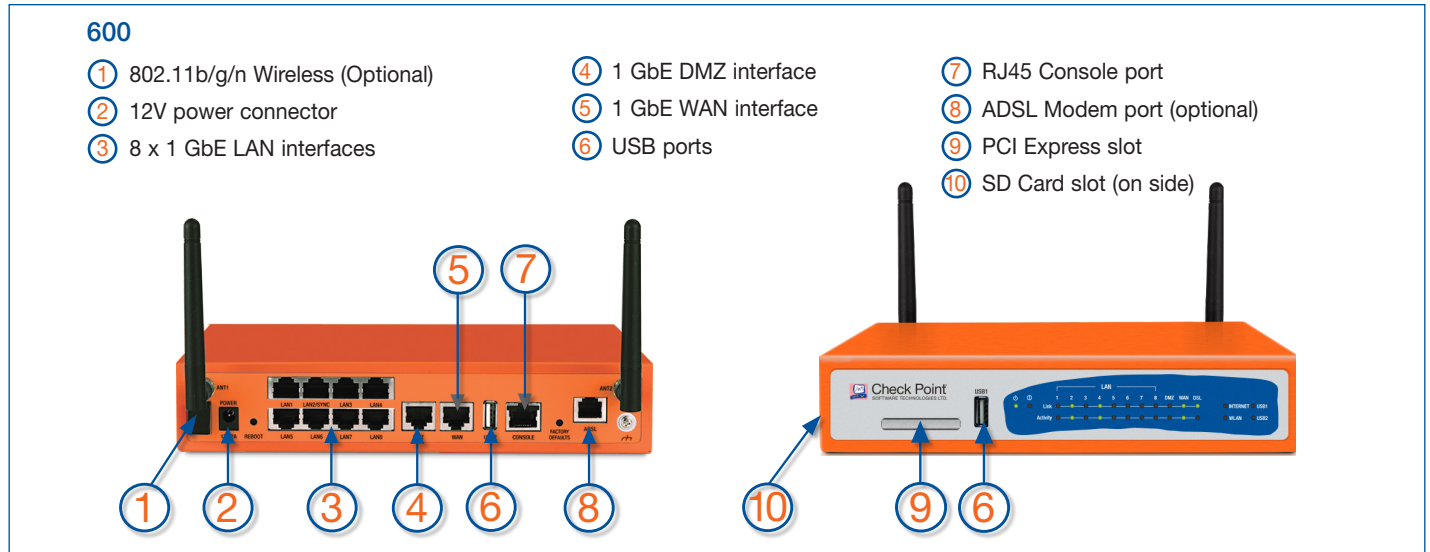 600
1 802.11b/g/n Wireless (Optional)
2 12V power connector
3 8 x 1 GbE LAN interfaces
4 1 GbE DMZ interface
5 1 GbE WAN interface
6 USB ports
7 RJ45 Console port
8 ADSL Modem port (optional)
9 PCI Express slot
10 SD Card slot (on side)
5 7
ANT1
POWER
REBOOT
LAN1 LAN2/SYNC LAN3 LAN4
LAN5 LAN6 LAN7 LAN8
WAN
CONSOLE
FACTORY
DEFAULTS
ANT2
ADSL
1 2 3 4 6 8
Check Point
SOFTWARE TECHNOLOGIES LTD.
USB1
LAN
1 2 3 4 5 6 7 8 DMZ WAN DSL
Link
Activity
INTERNET USB1
WLAN USB2
10 9 6